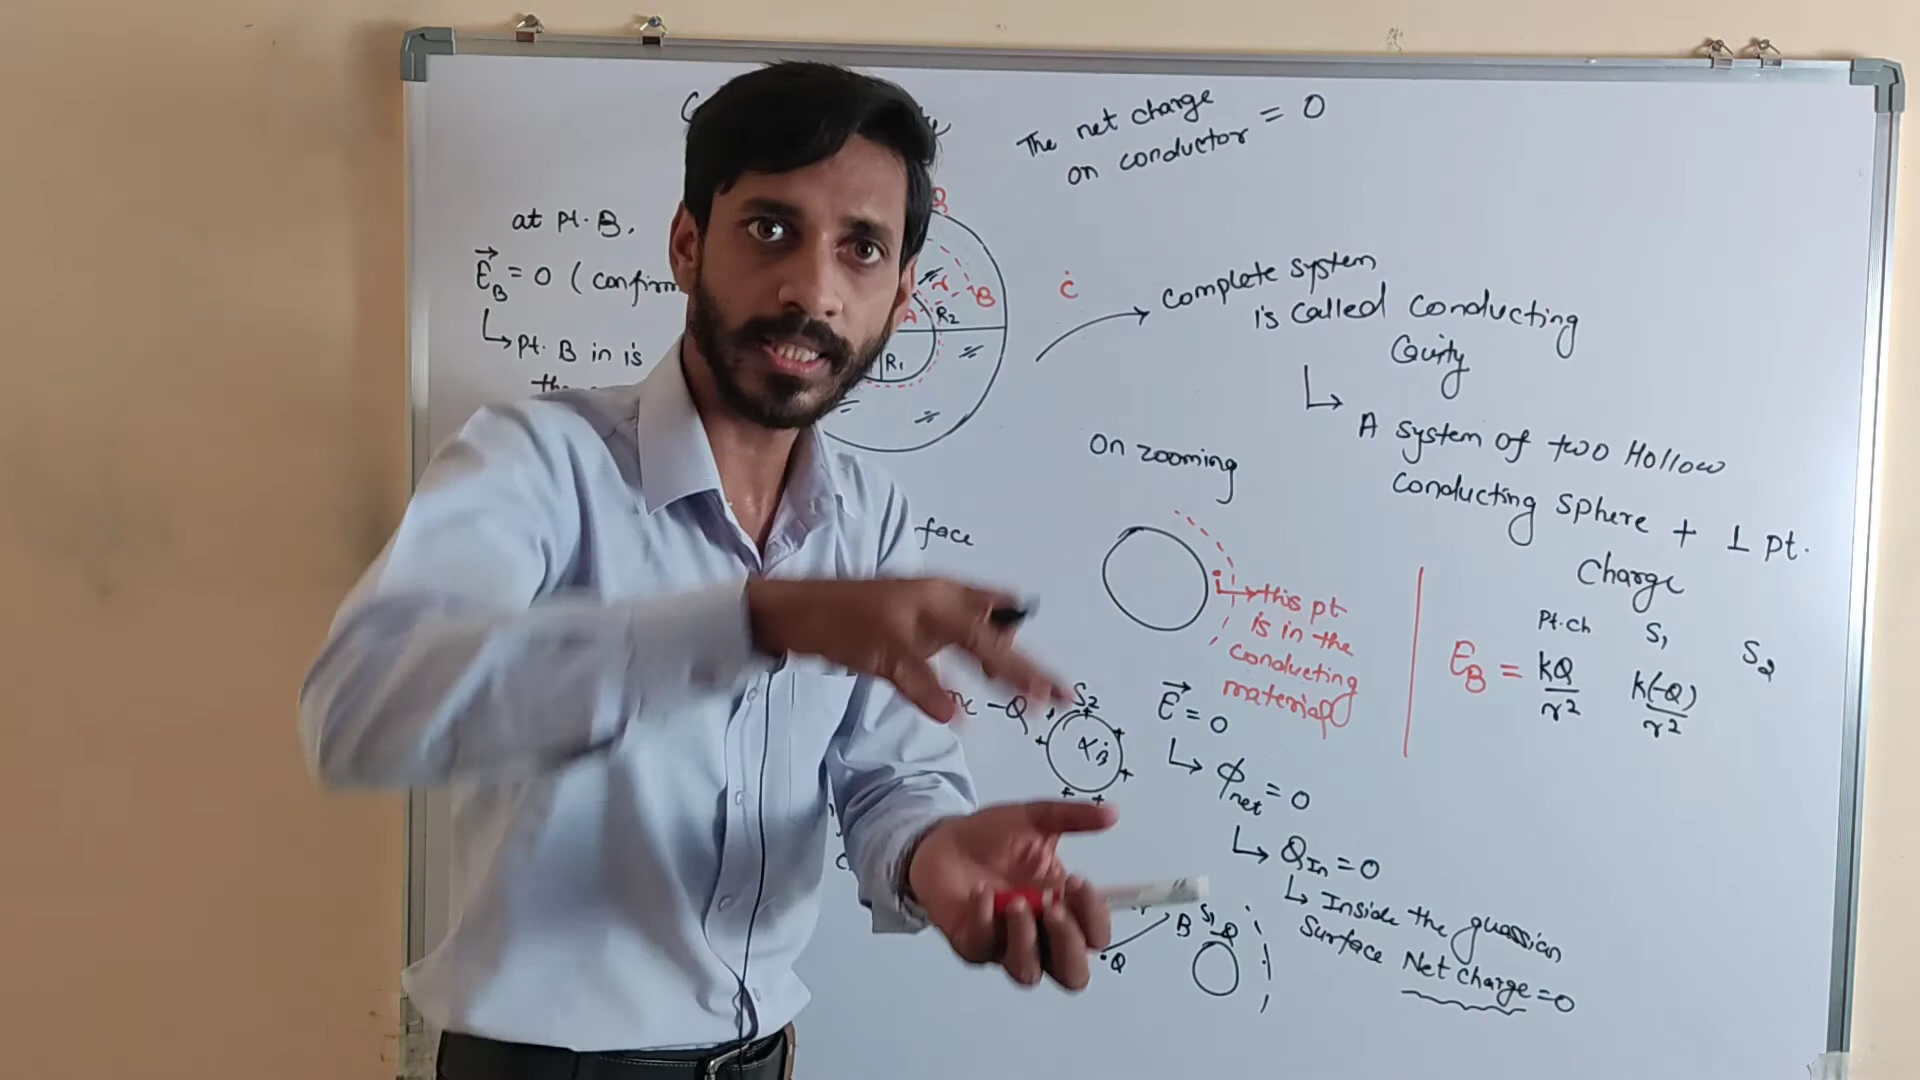 The net charge
on conductor = 0
at pt. B.
E⃗B = 0 (confirm
↳ pt. B in is
B
A
R2
R1
r
C
→ Complete system
is called Conducting
Cavity
↳ A system of two Hollow
Conducting Sphere + 1 pt.
Charge
On zooming
face
→ this pt
is in the
conducting
material
Pt.ch S1 S2
EB = kQ/r² k(-Q)/r²
-Q
S2
B
E⃗ = 0
↳ ϕnet = 0
↳ QIn = 0
↳ Inside the guassian
Surface Net Charge = 0
B S1 -Q
Q